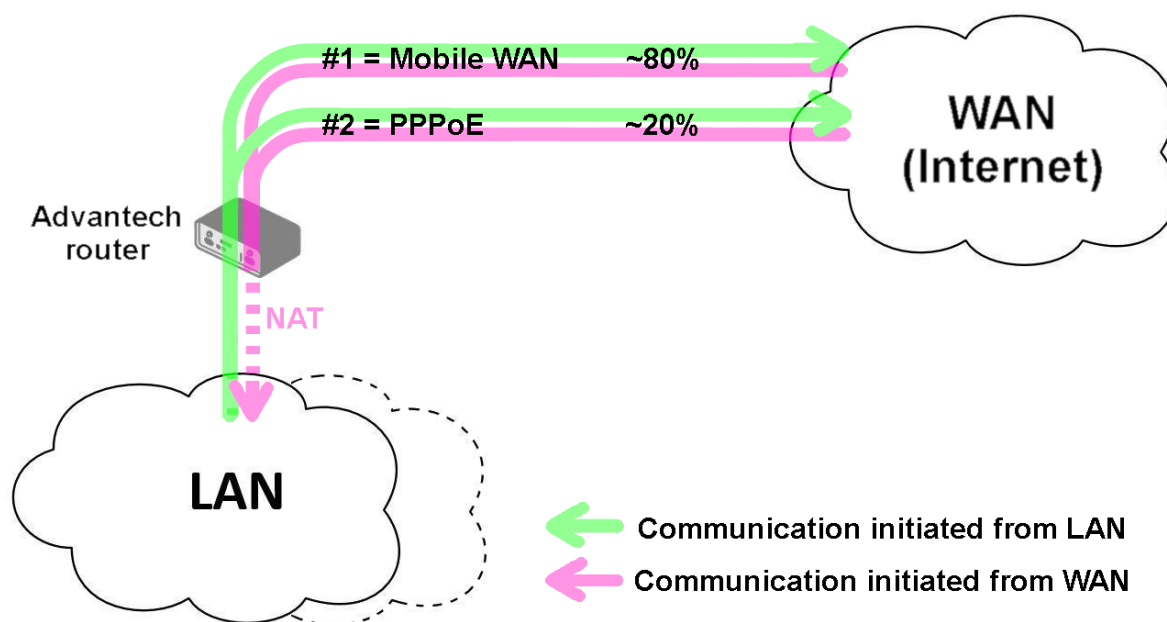 #1 = Mobile WAN ~80%
#2 = PPPoE ~20%
WAN
(Internet)
Advantech
router
NAT
LAN
Communication initiated from LAN
Communication initiated from WAN